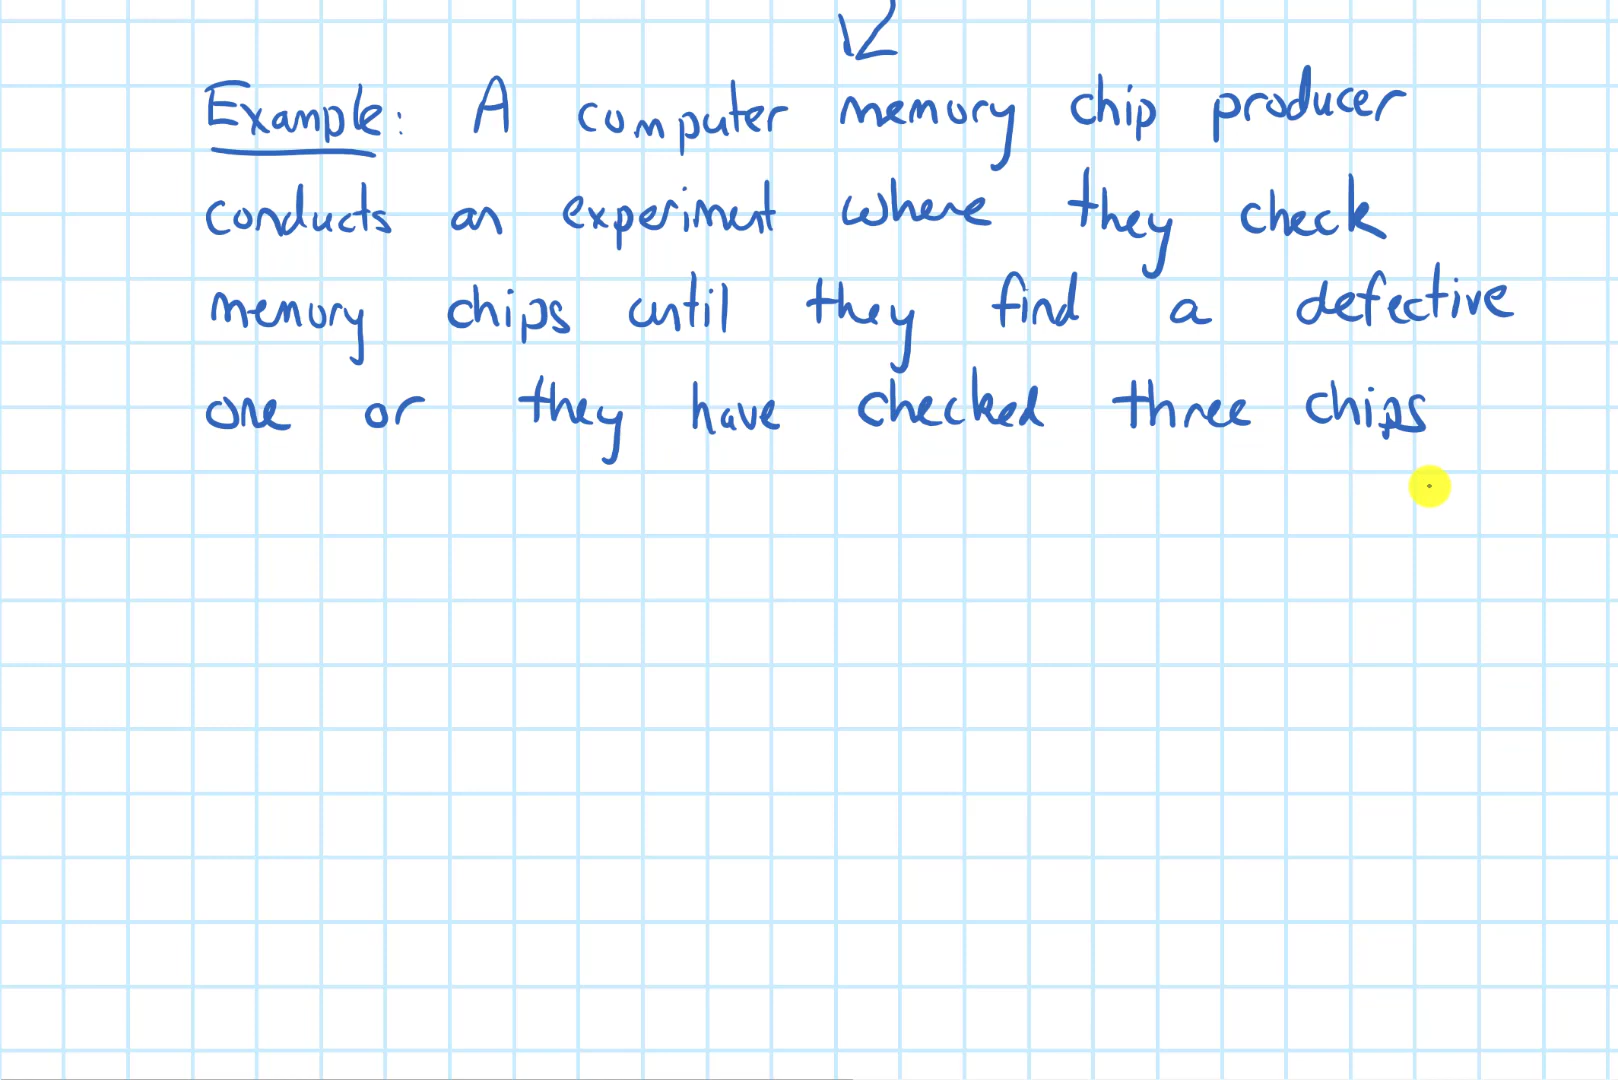 12
Example: A computer memory chip producer
conducts an experiment where they check
memory chips until they find a defective
one or they have checked three chips